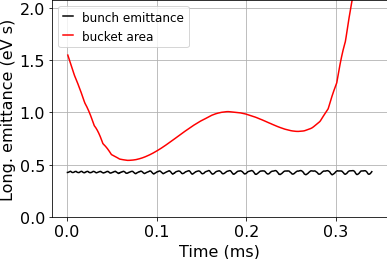 bunch emittance
bucket area
Long. emittance (eV s)
2.0
1.5
1.0
0.5
0.0
0.0 0.1 0.2 0.3
Time (ms)